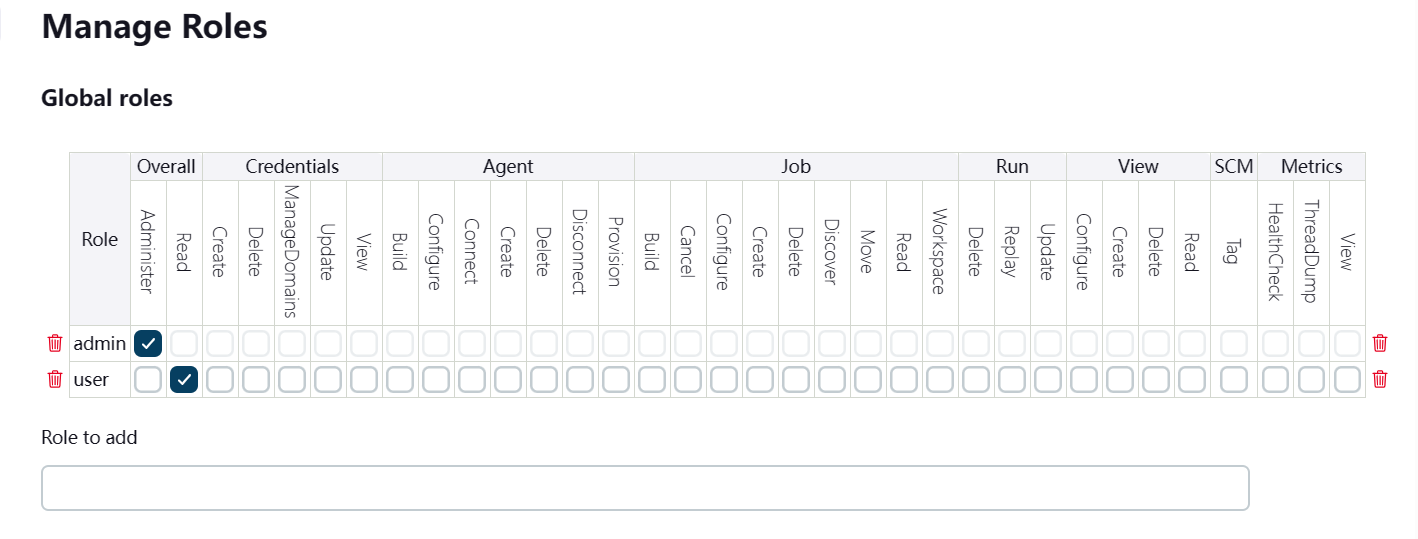 Manage Roles
Global roles
Role Overall Credentials Agent Job Run View SCM Metrics
Administer Read Create Delete ManageDomains Update View Build Configure Connect Create Delete Disconnect Provision Build Cancel Configure Create Delete Discover Move Read Workspace Delete Replay Update Configure Create Delete Read Tag HealthCheck ThreadDump View
admin
user
Role to add